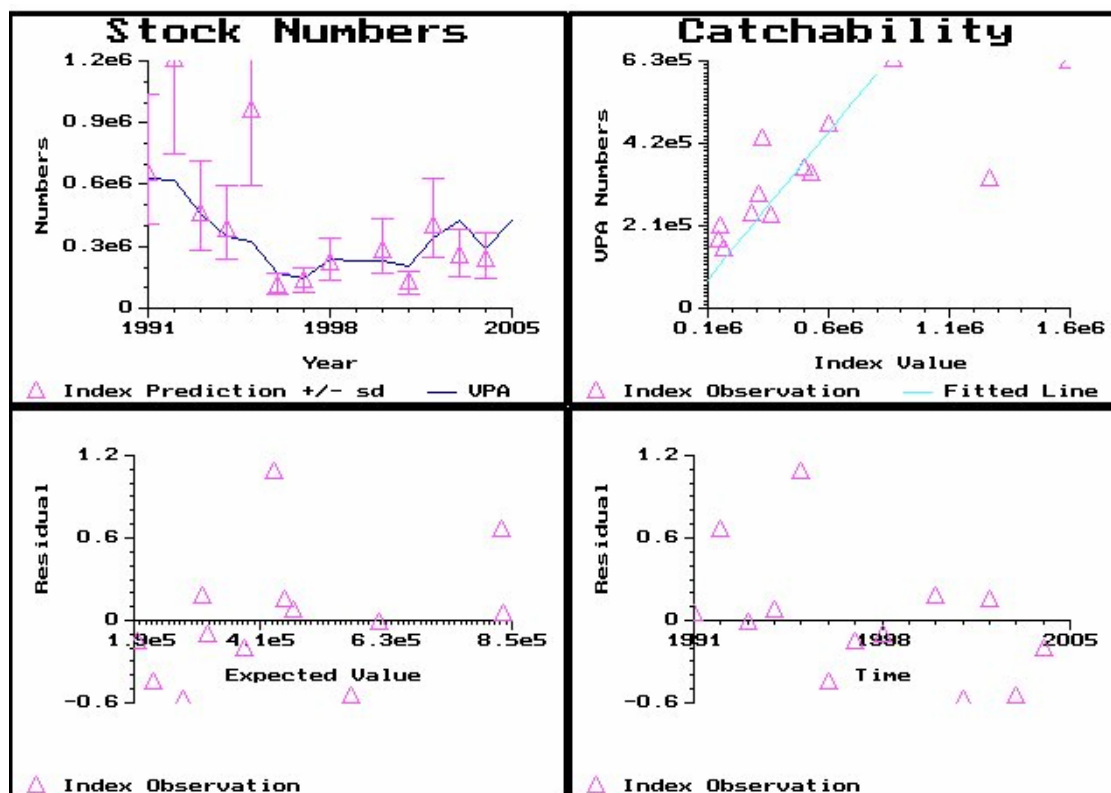 Stock Numbers
1.2e6
0.9e6
0.6e6
0.3e6
0
Numbers
1991 1998 2005
Year
Index Prediction +/- sd VPA
Catchability
6.3e5
4.2e5
2.1e5
0
VPA Numbers
0.1e6 0.6e6 1.1e6 1.6e6
Index Value
Index Observation Fitted Line
1.2
0.6
0
-0.6
Residual
1.9e5 4.1e5 6.3e5 8.5e5
Expected Value
Index Observation
1.2
0.6
0
-0.6
Residual
1991 1998 2005
Time
Index Observation